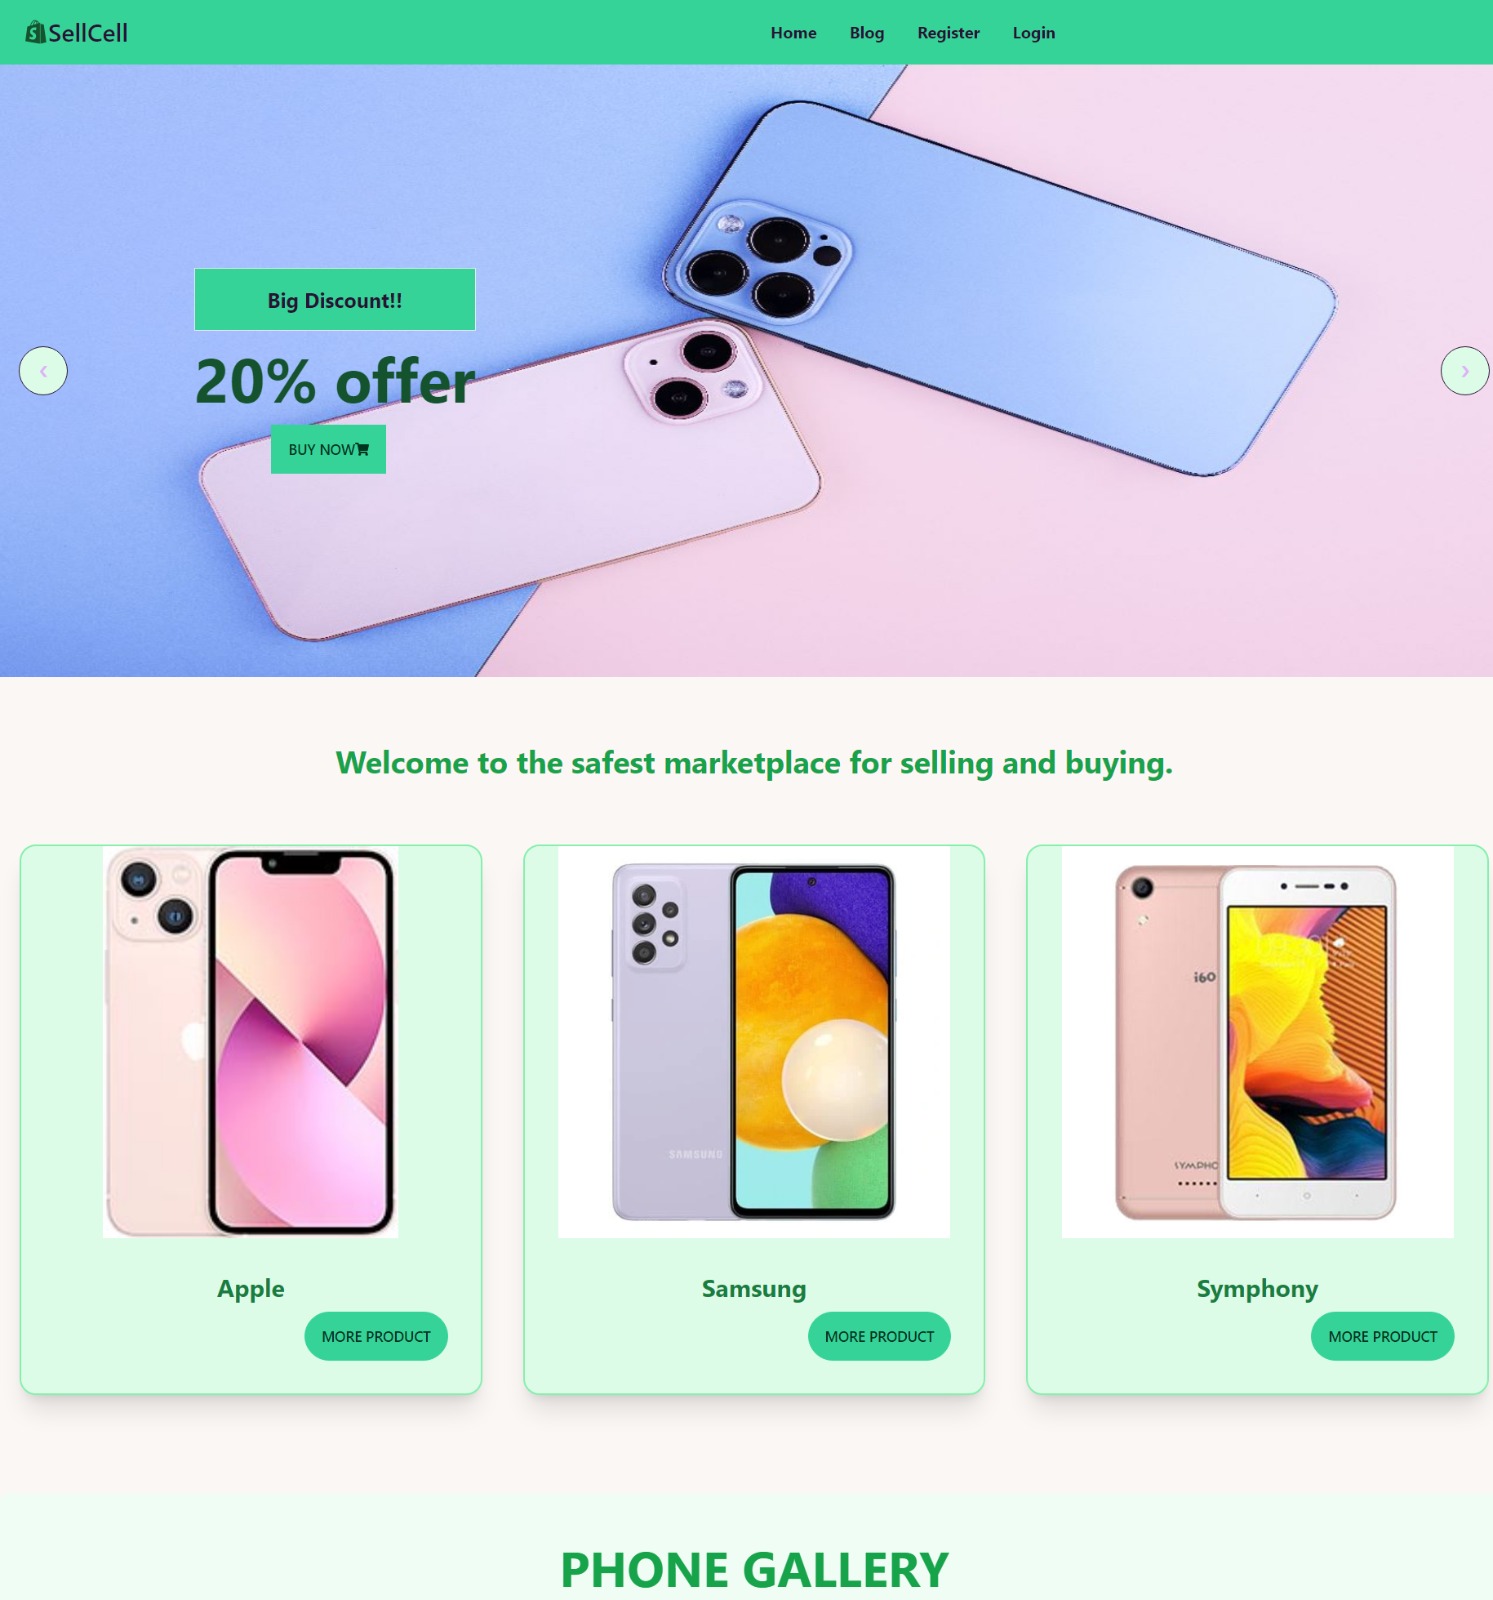 SellCell
Home Blog Register Login
Big Discount!!
20% offer
BUY NOW
Welcome to the safest marketplace for selling and buying.
i60
SAMSUNG
SYMPHO
Apple
Samsung
Symphony
MORE PRODUCT
MORE PRODUCT
MORE PRODUCT
PHONE GALLERY